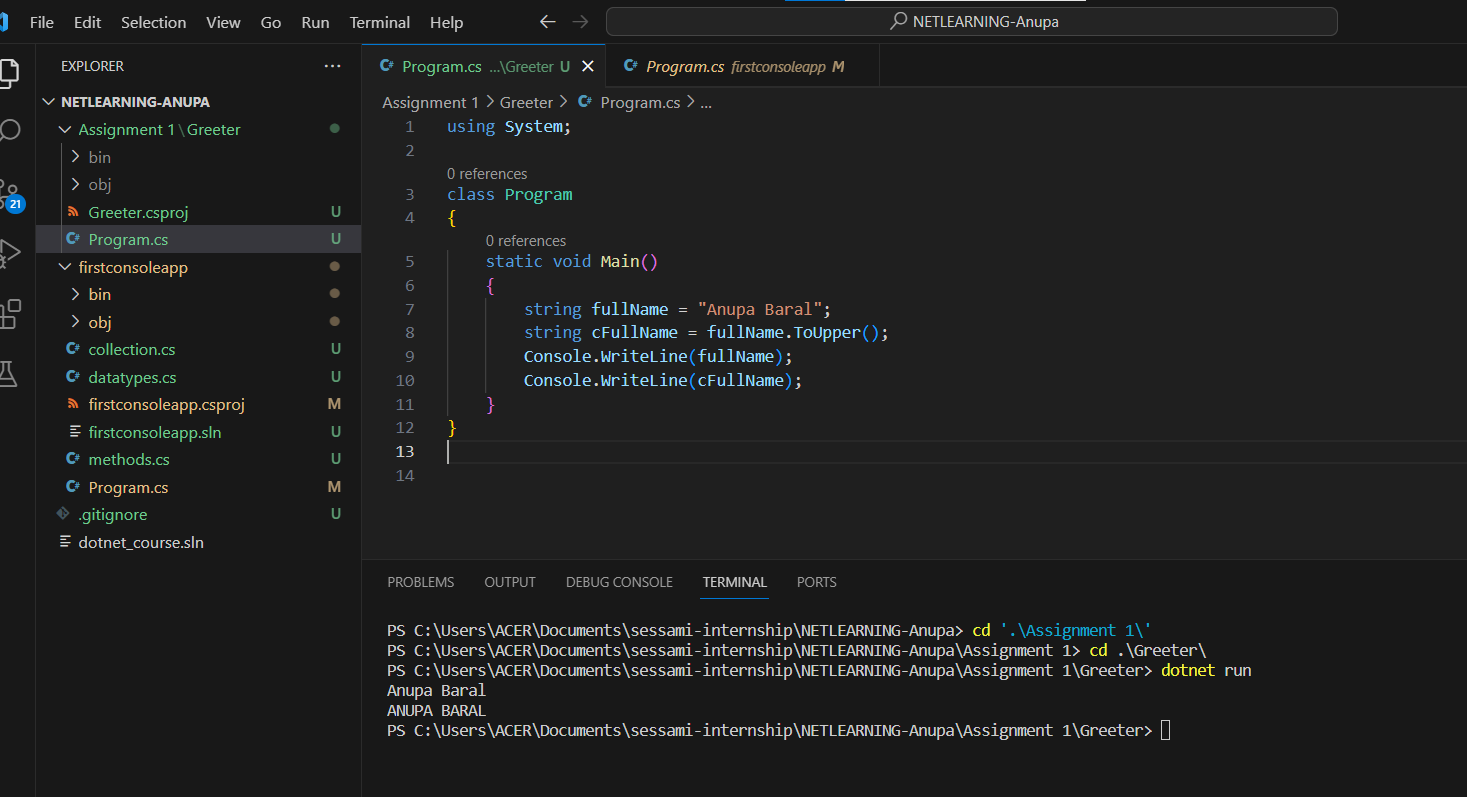 File Edit Selection View Go Run Terminal Help
NETLEARNING-Anupa
EXPLORER
21
NETLEARNING-ANUPA
Assignment 1\Greeter
bin
obj
Greeter.csproj U
Program.cs U
firstconsoleapp
bin
obj
collection.cs U
datatypes.cs U
firstconsoleapp.csproj M
firstconsoleapp.sln U
methods.cs U
Program.cs M
.gitignore U
dotnet_course.sln
Program.cs ...\Greeter U
Program.cs firstconsoleapp M
Assignment 1 > Greeter > Program.cs > ...
1 using System;
2
0 references
3 class Program
4 {
0 references
5 static void Main()
6 {
7 string fullName = "Anupa Baral";
8 string cFullName = fullName.ToUpper();
9 Console.WriteLine(fullName);
10 Console.WriteLine(cFullName);
11 }
12 }
13
14
PROBLEMS OUTPUT DEBUG CONSOLE TERMINAL PORTS
PS C:\Users\ACER\Documents\sessami-internship\NETLEARNING-Anupa> cd '.\Assignment 1\'
PS C:\Users\ACER\Documents\sessami-internship\NETLEARNING-Anupa\Assignment 1> cd .\Greeter\
PS C:\Users\ACER\Documents\sessami-internship\NETLEARNING-Anupa\Assignment 1\Greeter> dotnet run
Anupa Baral
ANUPA BARAL
PS C:\Users\ACER\Documents\sessami-internship\NETLEARNING-Anupa\Assignment 1\Greeter>